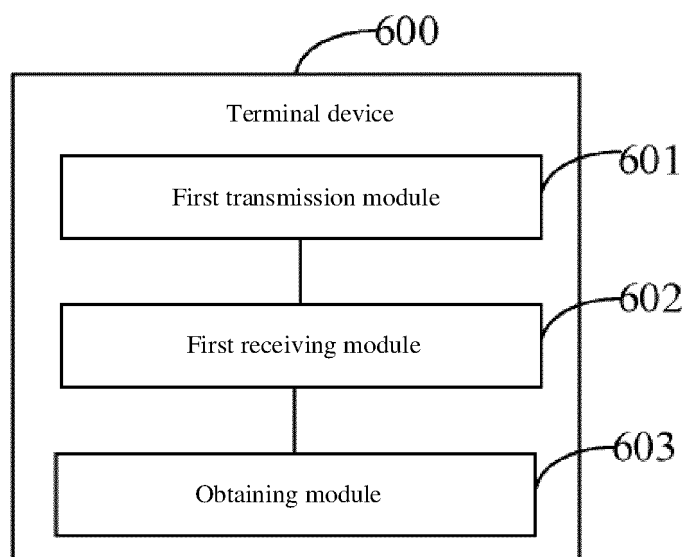 600
Terminal device
601
First transmission module
602
First receiving module
603
Obtaining module